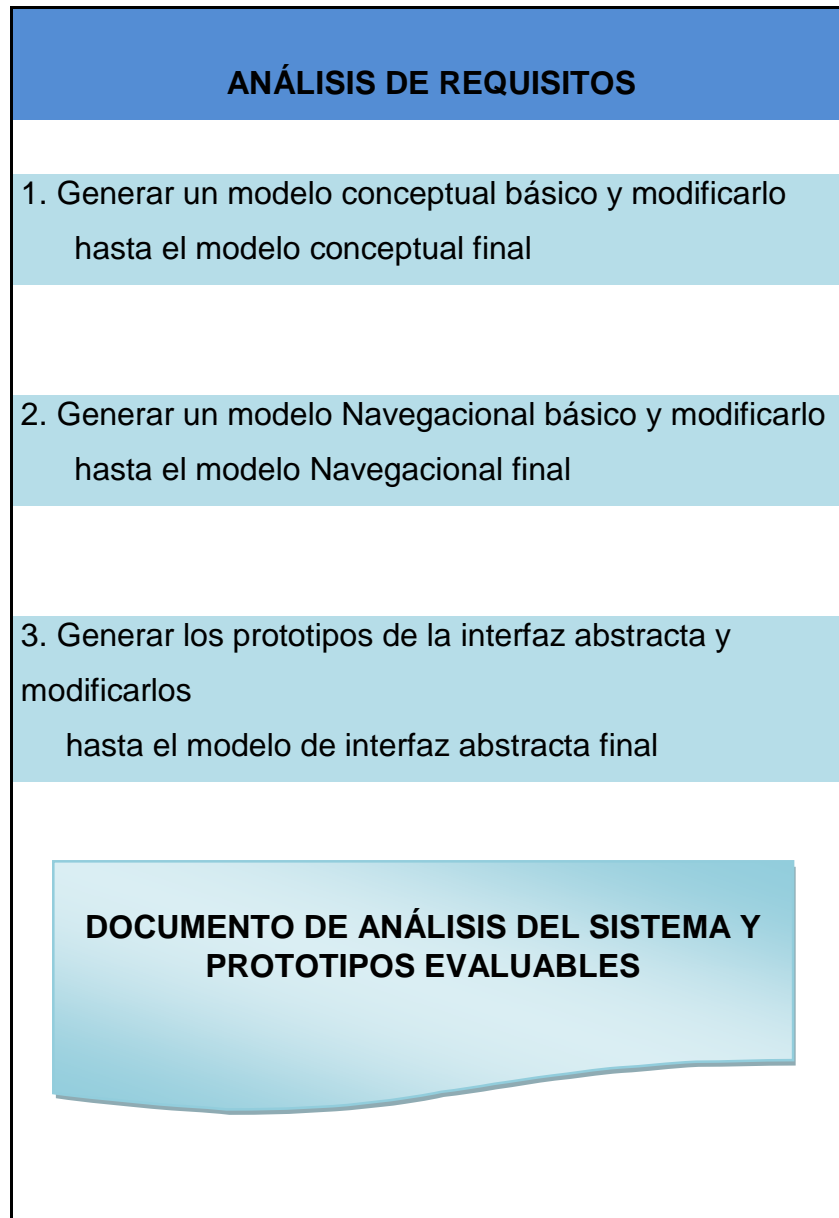 ANÁLISIS DE REQUISITOS
1. Generar un modelo conceptual básico y modificarlo
hasta el modelo conceptual final
2. Generar un modelo Navegacional básico y modificarlo
hasta el modelo Navegacional final
3. Generar los prototipos de la interfaz abstracta y
modificarlos
hasta el modelo de interfaz abstracta final
DOCUMENTO DE ANÁLISIS DEL SISTEMA Y
PROTOTIPOS EVALUABLES